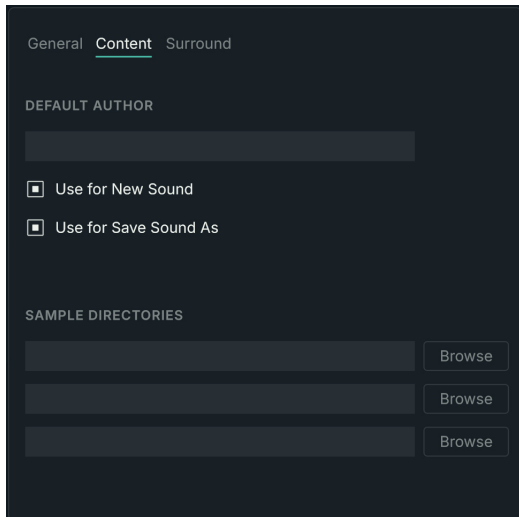 General Content Surround
DEFAULT AUTHOR
Use for New Sound
Use for Save Sound As
SAMPLE DIRECTORIES
Browse
Browse
Browse